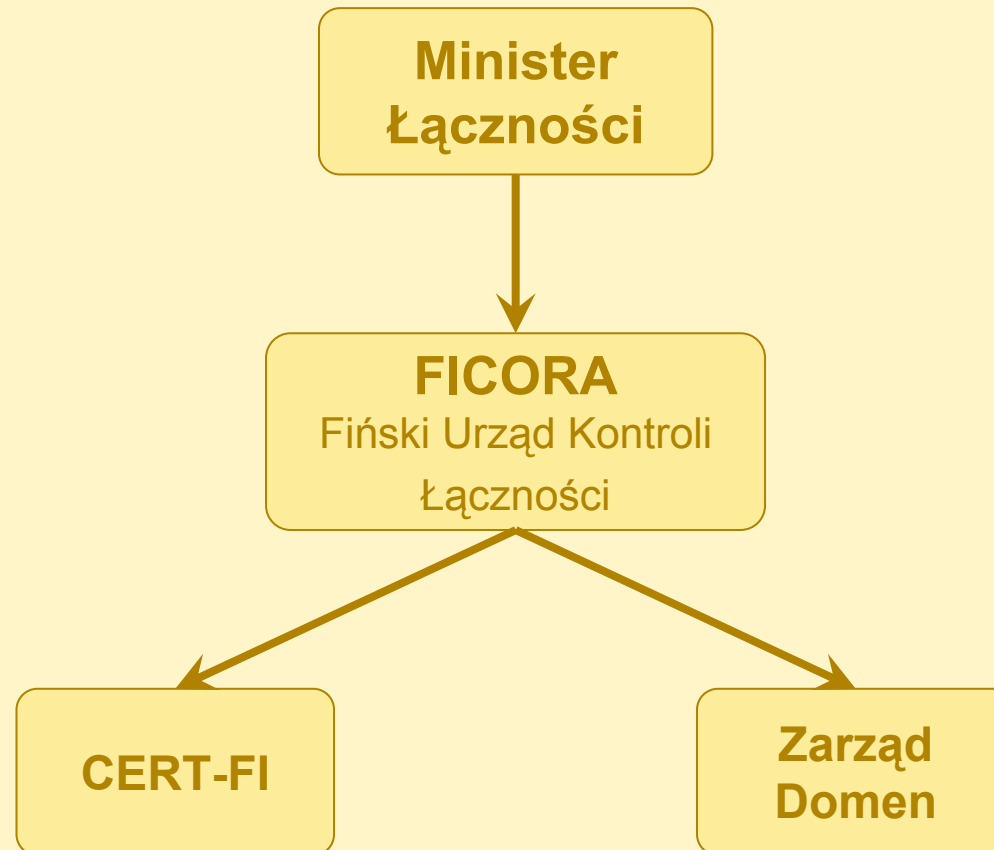 Minister
Łączności
FICORA
Fiński Urząd Kontroli
Łączności
CERT-FI
Zarząd
Domen